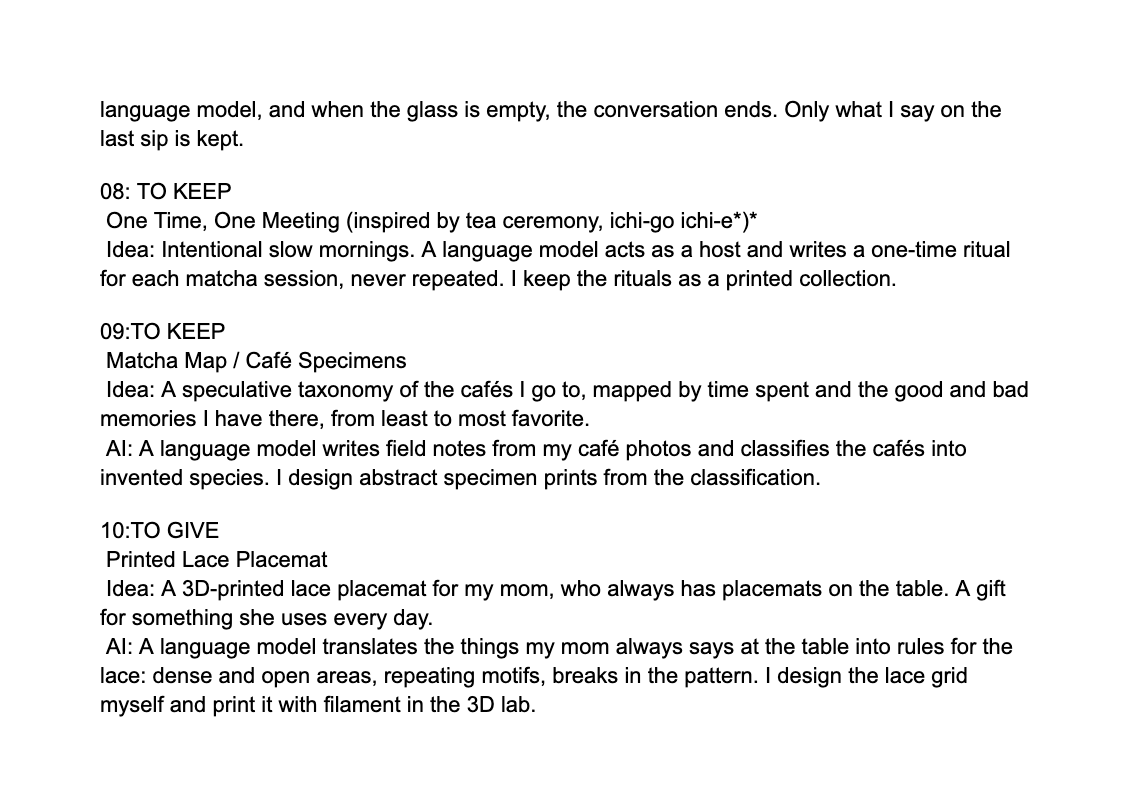 language model, and when the glass is empty, the conversation ends. Only what I say on the
last sip is kept.
08: TO KEEP
One Time, One Meeting (inspired by tea ceremony, ichi-go ichi-e*)*
Idea: Intentional slow mornings. A language model acts as a host and writes a one-time ritual
for each matcha session, never repeated. I keep the rituals as a printed collection.
09:TO KEEP
Matcha Map / Café Specimens
Idea: A speculative taxonomy of the cafés I go to, mapped by time spent and the good and bad
memories I have there, from least to most favorite.
AI: A language model writes field notes from my café photos and classifies the cafés into
invented species. I design abstract specimen prints from the classification.
10:TO GIVE
Printed Lace Placemat
Idea: A 3D-printed lace placemat for my mom, who always has placemats on the table. A gift
for something she uses every day.
AI: A language model translates the things my mom always says at the table into rules for the
lace: dense and open areas, repeating motifs, breaks in the pattern. I design the lace grid
myself and print it with filament in the 3D lab.